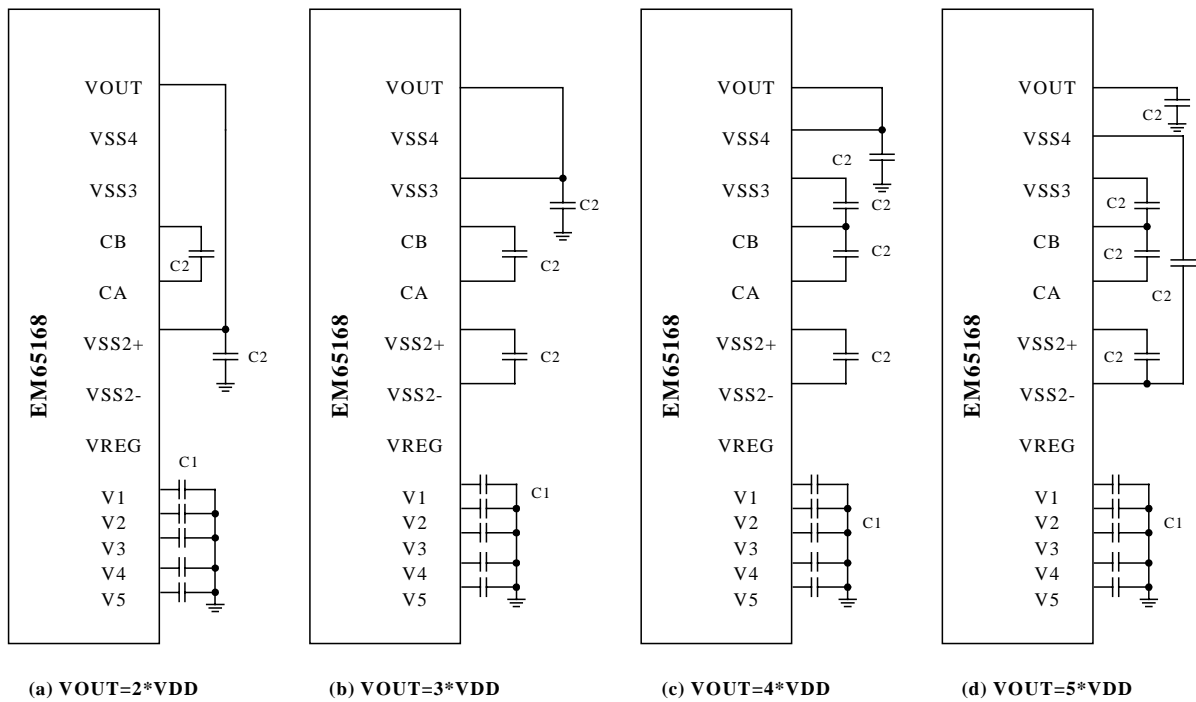 VOUT
VSS4
VSS3
CB
C2
CA
VSS2+
C2
VSS2-
VREG
C1
V1
V2
V3
V4
V5
EM65168
(a) VOUT=2*VDD
VOUT
VSS4
VSS3
C2
CB
C2
CA
VSS2+
C2
VSS2-
VREG
C1
V1
V2
V3
V4
V5
EM65168
(b) VOUT=3*VDD
VOUT
VSS4
C2
VSS3
C2
CB
C2
CA
VSS2+
C2
VSS2-
VREG
V1
V2
C1
V3
V4
V5
EM65168
(c) VOUT=4*VDD
VOUT
C2
VSS4
VSS3
C2
CB
C2
CA
C2
VSS2+
C2
VSS2-
VREG
V1
V2
C1
V3
V4
V5
EM65168
(d) VOUT=5*VDD